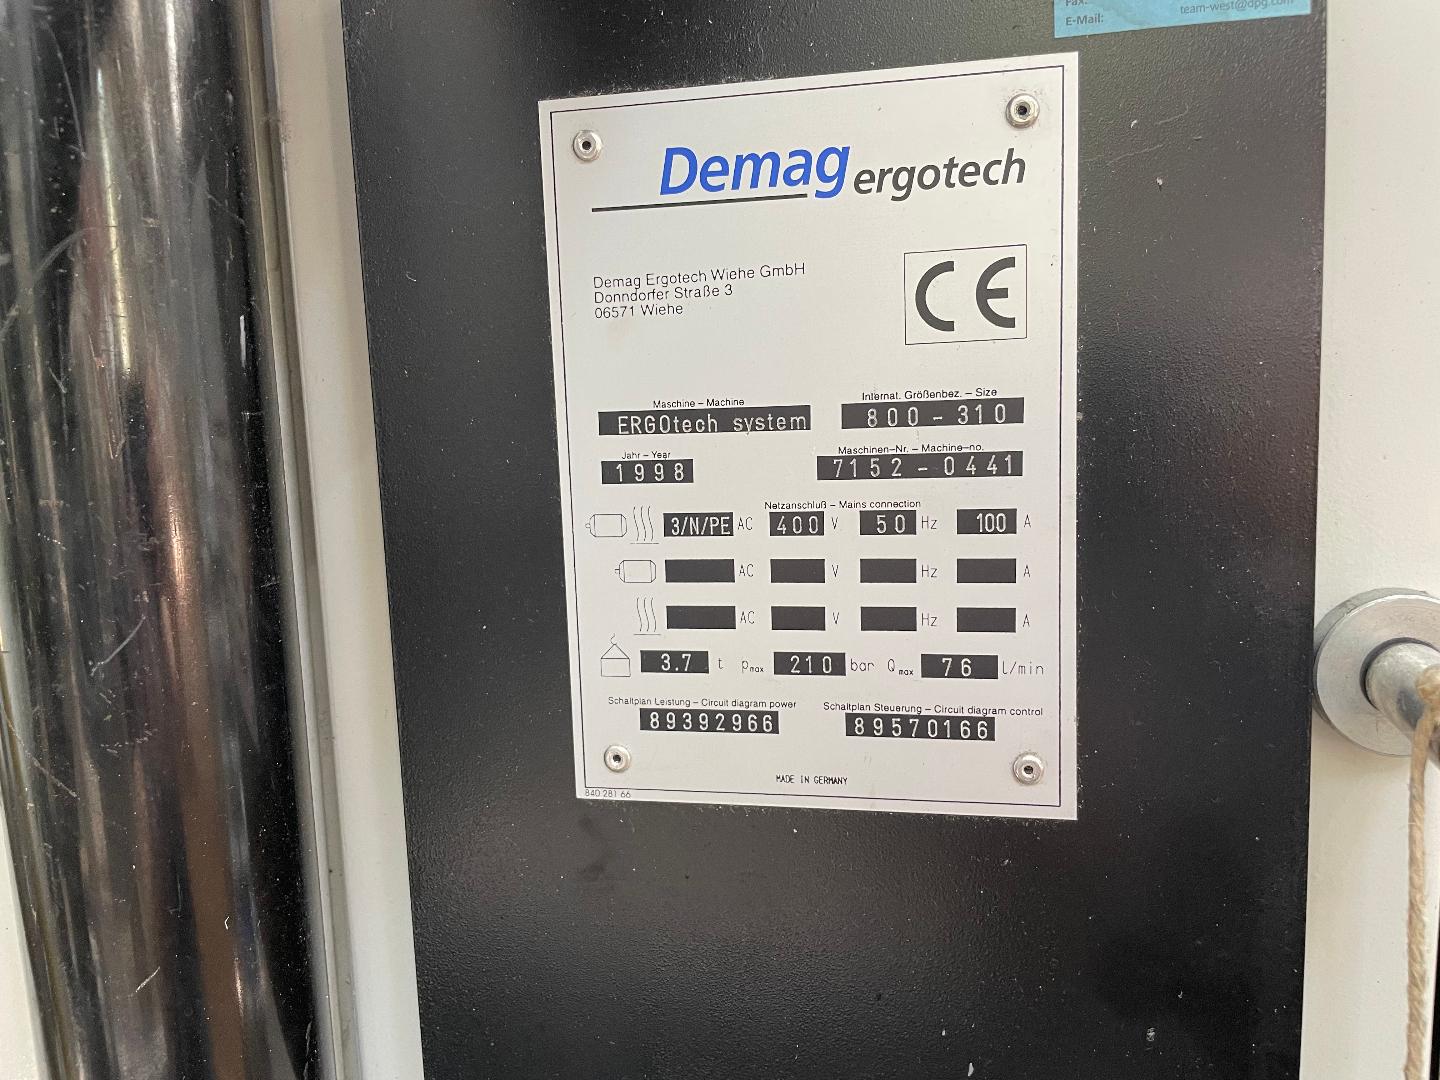 team-west@dpg.com
E-Mail:
Demag ergotech
Demag Ergotech Wiehe GmbH
Donndorfer Straße 3
06571 Wiehe
CE
Maschine – Machine
ERGOtech system
Internat. Größenbez. – Size
800-310
Jahr – Year
1998
Maschinen-Nr. – Machine-no.
7152-0441
Netzanschluß – Mains connection
3/N/PE AC 400 V 50 Hz 100 A
AC V Hz A
AC V Hz A
3.7 t pmax 210 bar Qmax 76 l/min
Schaltplan Leistung – Circuit diagram power
89392966
Schaltplan Steuerung – Circuit diagram control
89570166
MADE IN GERMANY
840 281 66